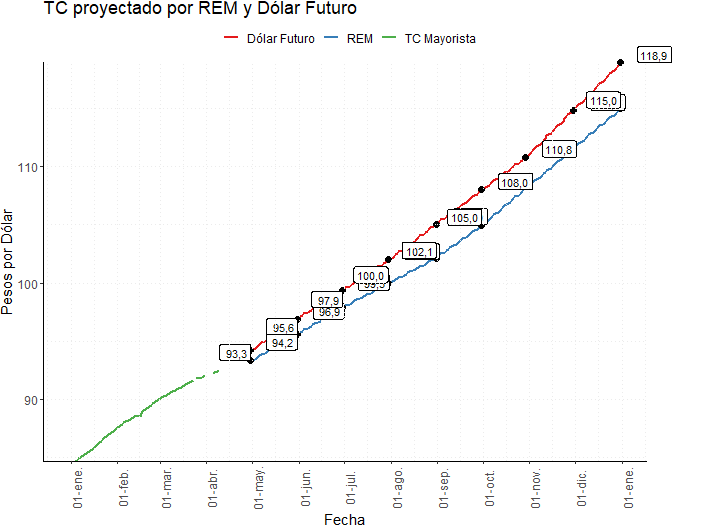 TC proyectado por REM y Dólar Futuro
Dólar Futuro REM TC Mayorista
118,9
115,0
110,8
108,0
105,0
102,1
100,0
97,9
96,9
95,6
94,2
93,3
110
100
90
Pesos por Dólar
01-ene.
01-feb.
01-mar.
01-abr.
01-may.
01-jun.
01-jul.
01-ago.
01-sep.
01-oct.
01-nov.
01-dic.
01-ene.
Fecha